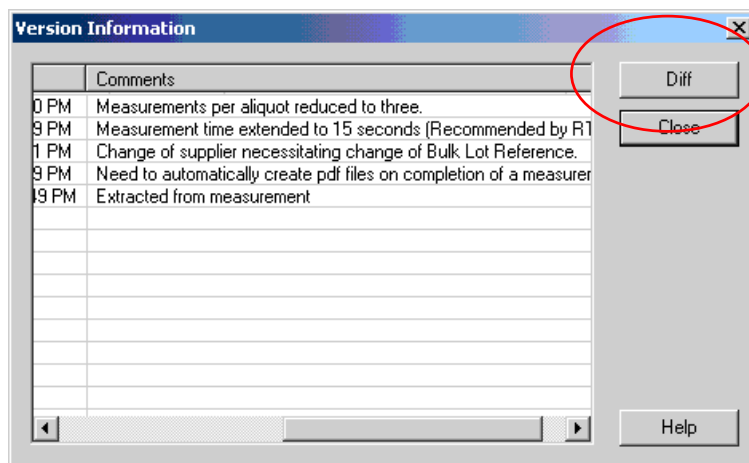 Version Information
Comments
Diff
0 PM Measurements per aliquot reduced to three.
9 PM Measurement time extended to 15 seconds (Recommended by RT
Close
1 PM Change of supplier necessitating change of Bulk Lot Reference.
9 PM Need to automatically create pdf files on completion of a measurer
49 PM Extracted from measurement
Help